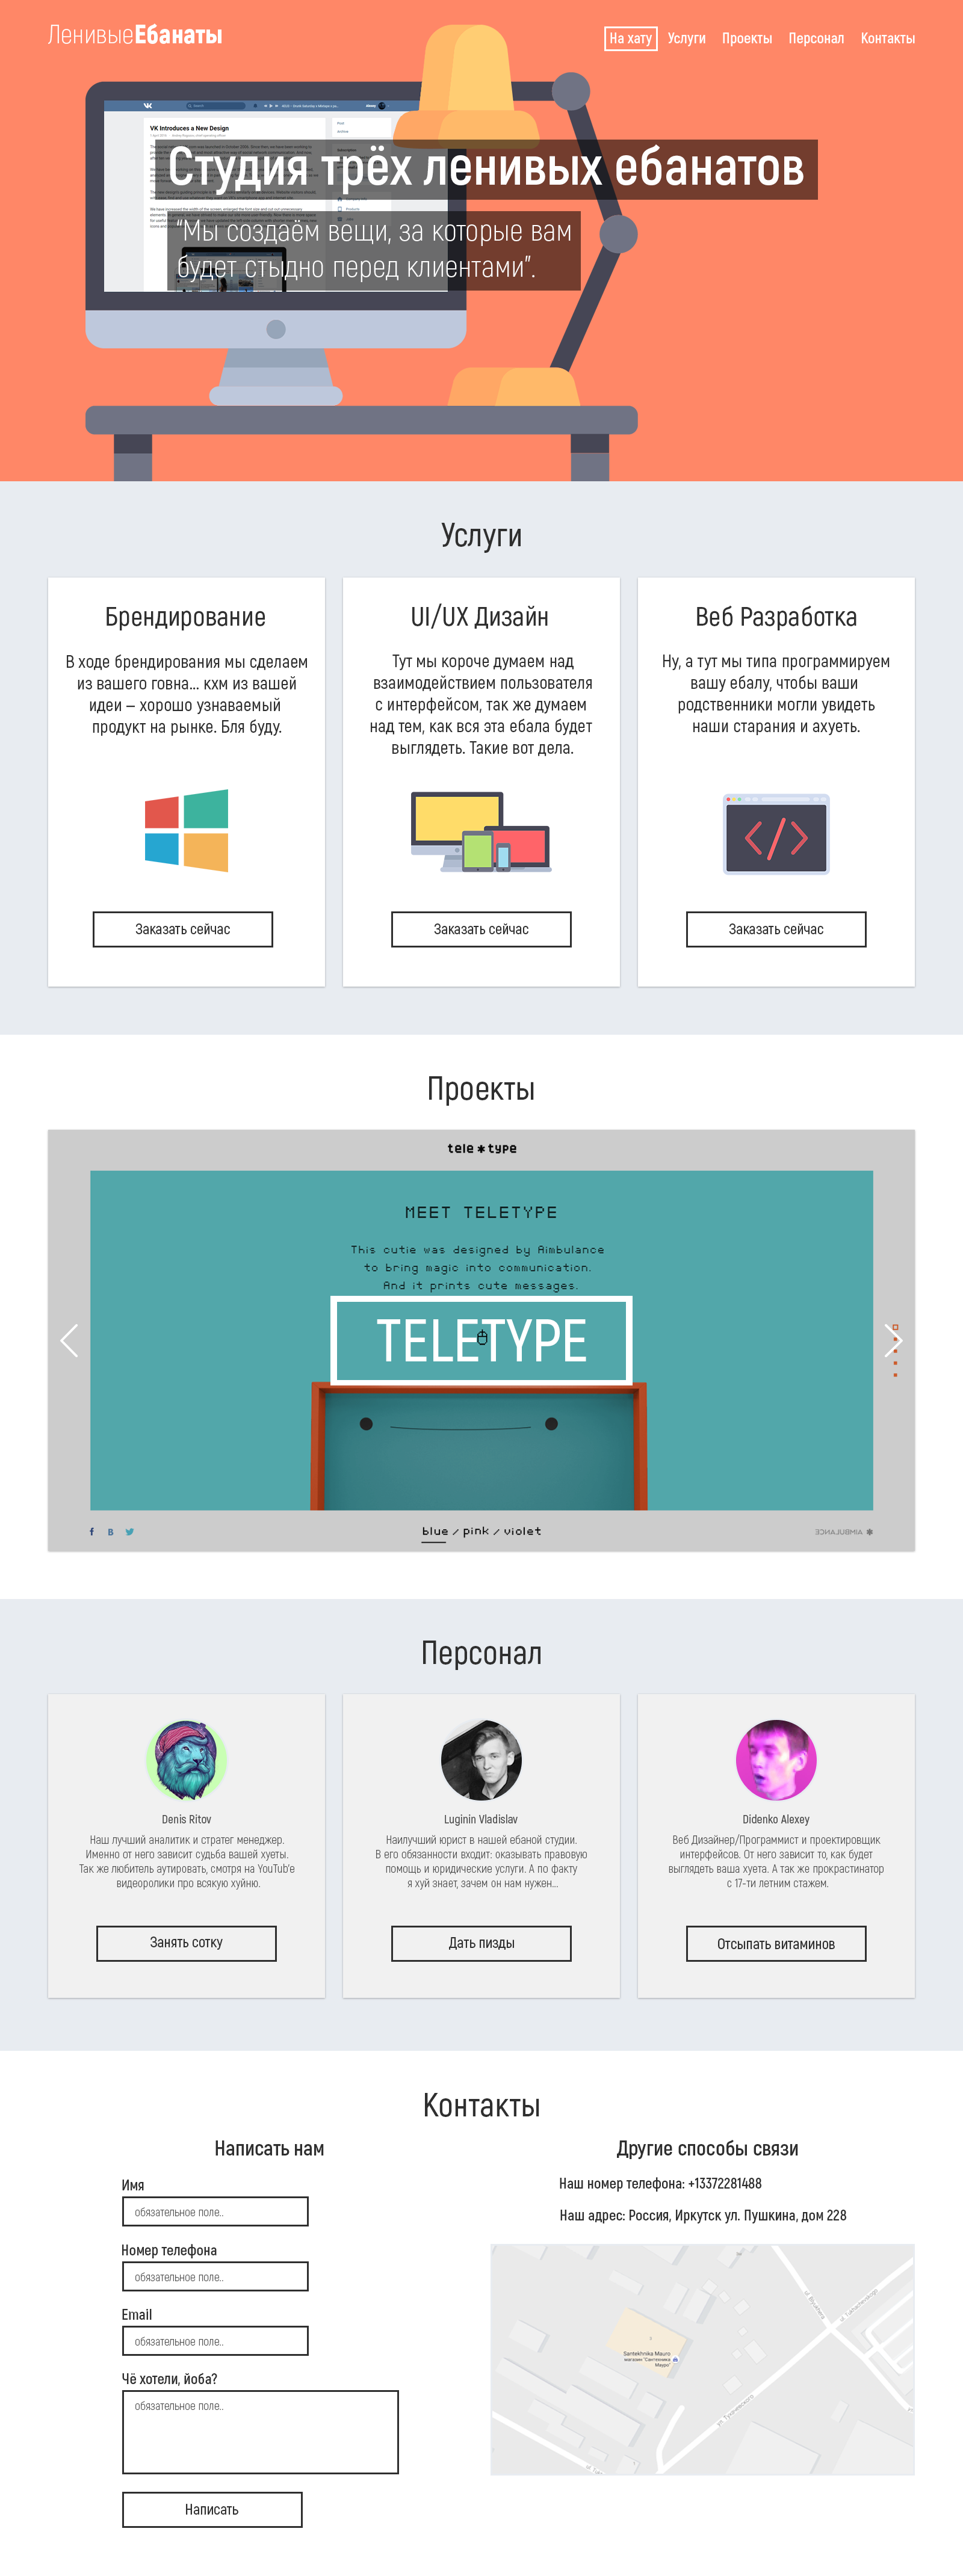 ЛенивыеЕбанаты
На хату Услуги Проекты Персонал Контакты
VK Introduces a New Design
Студия трёх ленивых ебанатов
"Мы создаём вещи, за которые вам
будет стыдно перед клиентами".
Услуги
Брендирование
В ходе брендирования мы сделаем
из вашего говна... кхм из вашей
идеи – хорошо узнаваемый
продукт на рынке. Бля буду.
Заказать сейчас
UI/UX Дизайн
Тут мы короче думаем над
взаимодействием пользователя
с интерфейсом, так же думаем
над тем, как вся эта ебала будет
выглядеть. Такие вот дела.
Заказать сейчас
Веб Разработка
Ну, а тут мы типа программируем
вашу ебалу, чтобы ваши
родственники могли увидеть
наши старания и ахуеть.
Заказать сейчас
Проекты
tele✱type
MEET TELETYPE
This cutie was designed by Aimbulance
to bring magic into communication.
And it prints cute messages.
TELETYPE
blue / pink / violet
AIMBULANCE
Персонал
Denis Ritov
Наш лучший аналитик и стратег менеджер.
Именно от него зависит судьба вашей хуеты.
Так же любитель аутировать, смотря на YouTub'e
видеоролики про всякую хуйню.
Занять сотку
Luginin Vladislav
Наилучший юрист в нашей ебаной студии.
В его обязанности входит: оказывать правовую
помощь и юридические услуги. А по факту
я хуй знает, зачем он нам нужен...
Дать пизды
Didenko Alexey
Веб Дизайнер/Программист и проектировщик
интерфейсов. От него зависит то, как будет
выглядеть ваша хуета. А так же прокрастинатор
с 17-ти летним стажем.
Отсыпать витаминов
Контакты
Написать нам
Имя
обязательное поле..
Номер телефона
обязательное поле..
Email
обязательное поле..
Чё хотели, йоба?
обязательное поле..
Написать
Другие способы связи
Наш номер телефона: +13372281488
Наш адрес: Россия, Иркутск ул. Пушкина, дом 228
Santekhnika Mauro
магазин "Сантехника
Мауро"
ул. Тухачевского